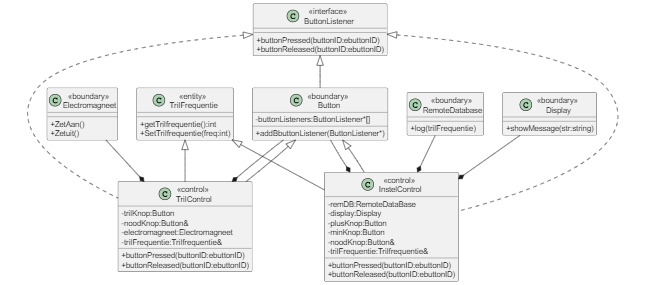 «interface»
ButtonListener
+buttonPressed(buttonID:ebuttonID)
+buttonReleased(buttonID:ebuttonID)
«boundary»
Electromagneet
+ZetAan()
+Zetuit()
«entity»
TrilFrequentie
+getTrilfrequentie():int
+SetTrilfrequentie(freq:int)
«boundary»
Button
-buttonListeners:ButtonListener*[]
+addBbuttonListener(ButtonListener*)
«boundary»
RemoteDatabase
+log(trilFrequentie)
«boundary»
Display
+showMessage(str:string)
«control»
TrilControl
-trilKnop:Button
-noodKnop:Button&
-electromagneet:Electromagneet
-trilFrequentie:Trilfrequentie&
+buttonPressed(buttonID:ebuttonID)
+buttonReleased(buttonID:ebuttonID)
«control»
InstelControl
-remDB:RemoteDataBase
-display:Display
-plusKnop:Button
-minKnop:Button
-noodKnop:Button&
-trilFrequentie:Trilfrequentie&
+buttonPressed(buttonID:ebuttonID)
+buttonReleased(buttonID:ebuttonID)